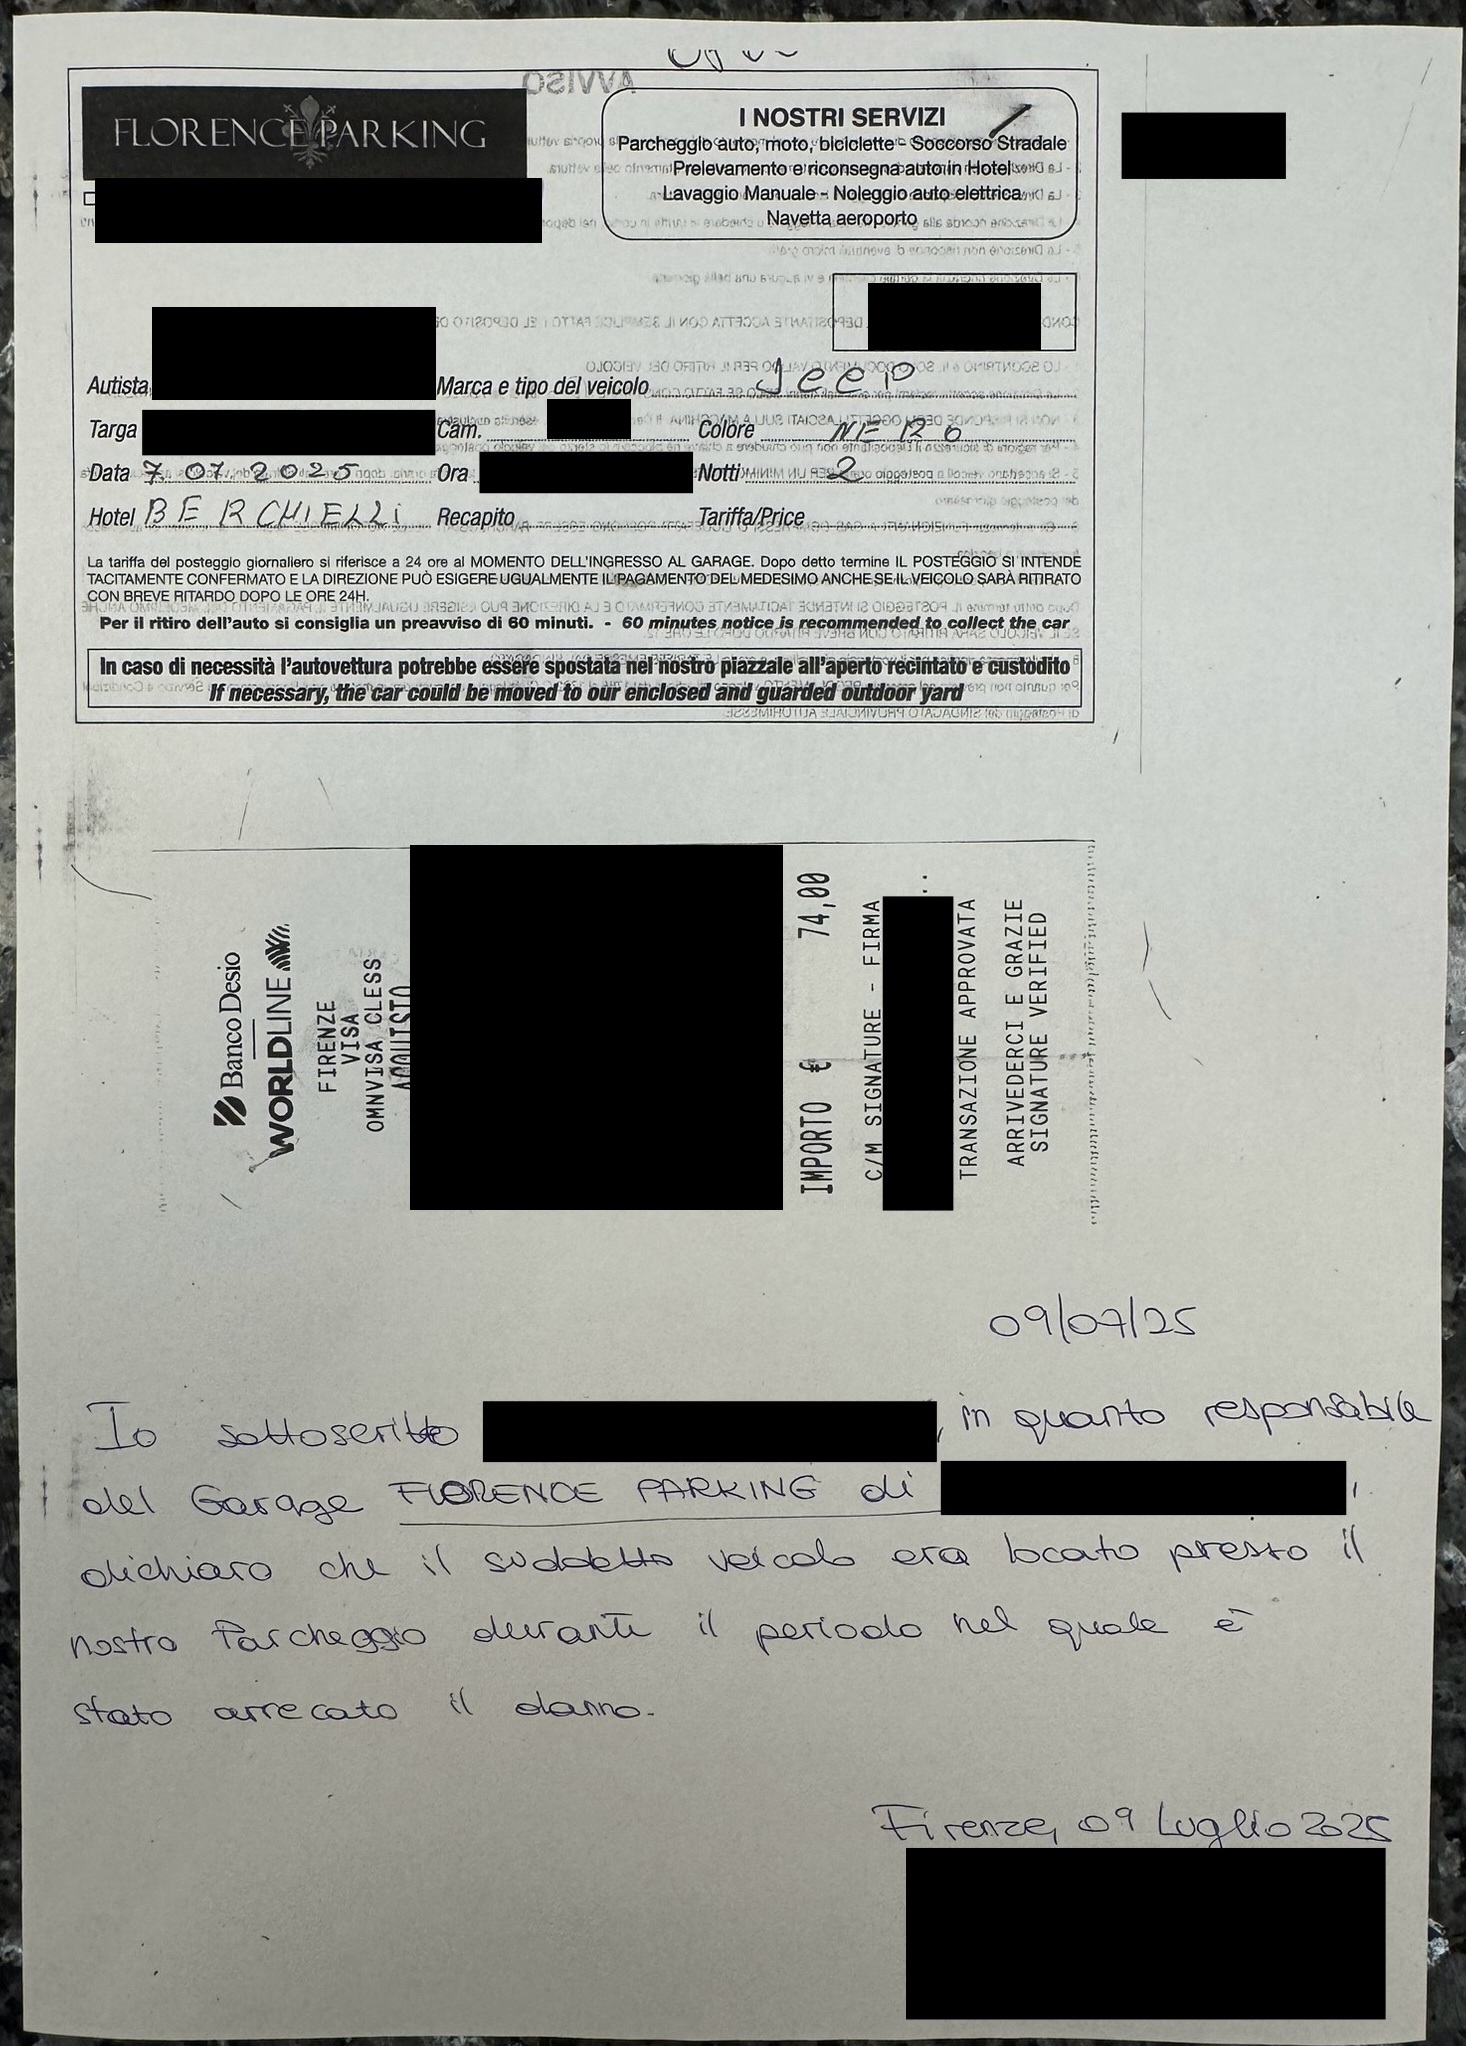 AVVISO
FLORENCE PARKING
I NOSTRI SERVIZI
Parcheggio auto, moto, biciclette - Soccorso Stradale
Prelevamento e riconsegna auto in Hotel
Lavaggio Manuale - Noleggio auto elettrica
Navetta aeroporto
Autista Marca e tipo del veicolo Jeep
Targa Cam. Colore NERO
Data 7.07.2025 Ora Notti 2
Hotel BERCHIELLi Recapito Tariffa/Price
La tariffa del posteggio giornaliero si riferisce a 24 ore al MOMENTO DELL'INGRESSO AL GARAGE. Dopo detto termine IL POSTEGGIO SI INTENDE
TACITAMENTE CONFERMATO E LA DIREZIONE PUÒ ESIGERE UGUALMENTE IL PAGAMENTO DEL MEDESIMO ANCHE SE IL VEICOLO SARÀ RITIRATO
CON BREVE RITARDO DOPO LE ORE 24H.
Per il ritiro dell'auto si consiglia un preavviso di 60 minuti. - 60 minutes notice is recommended to collect the car
In caso di necessità l'autovettura potrebbe essere spostata nel nostro piazzale all'aperto recintato e custodito
If necessary, the car could be moved to our enclosed and guarded outdoor yard
Banco Desio
WORLDLINE
FIRENZE
VISA
OMNVISA CLESS
ACQUISTO
IMPORTO € 74,00
C/M SIGNATURE - FIRMA
TRANSAZIONE APPROVATA
ARRIVEDERCI E GRAZIE
SIGNATURE VERIFIED
09/07/25
Io sottoscritto , in quanto responsabile
del Garage FLORENCE PARKING di ,
dichiaro che il suddetto veicolo era locato presso il
nostro Parcheggio durante il periodo nel quale è
stato arrecato il danno.
Firenze, 09 Luglio 2025